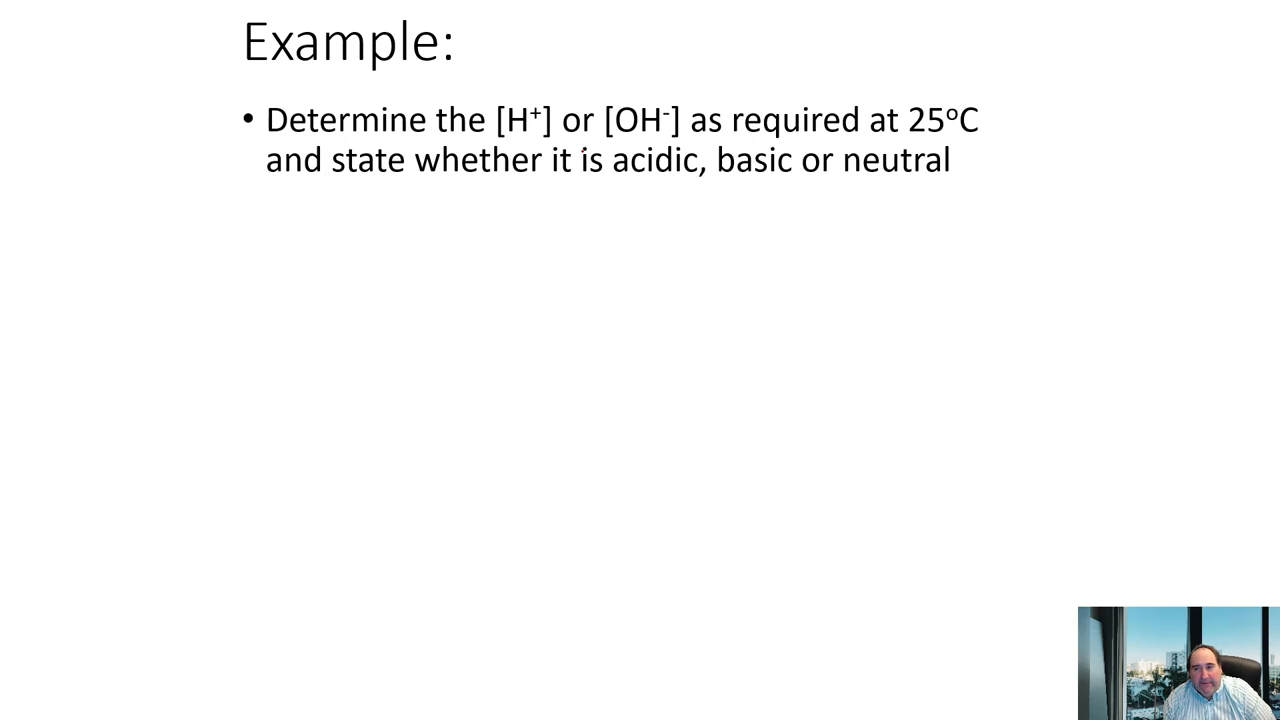 Example:
• Determine the [H⁺] or [OH⁻] as required at 25ᵒC
and state whether it is acidic, basic or neutral